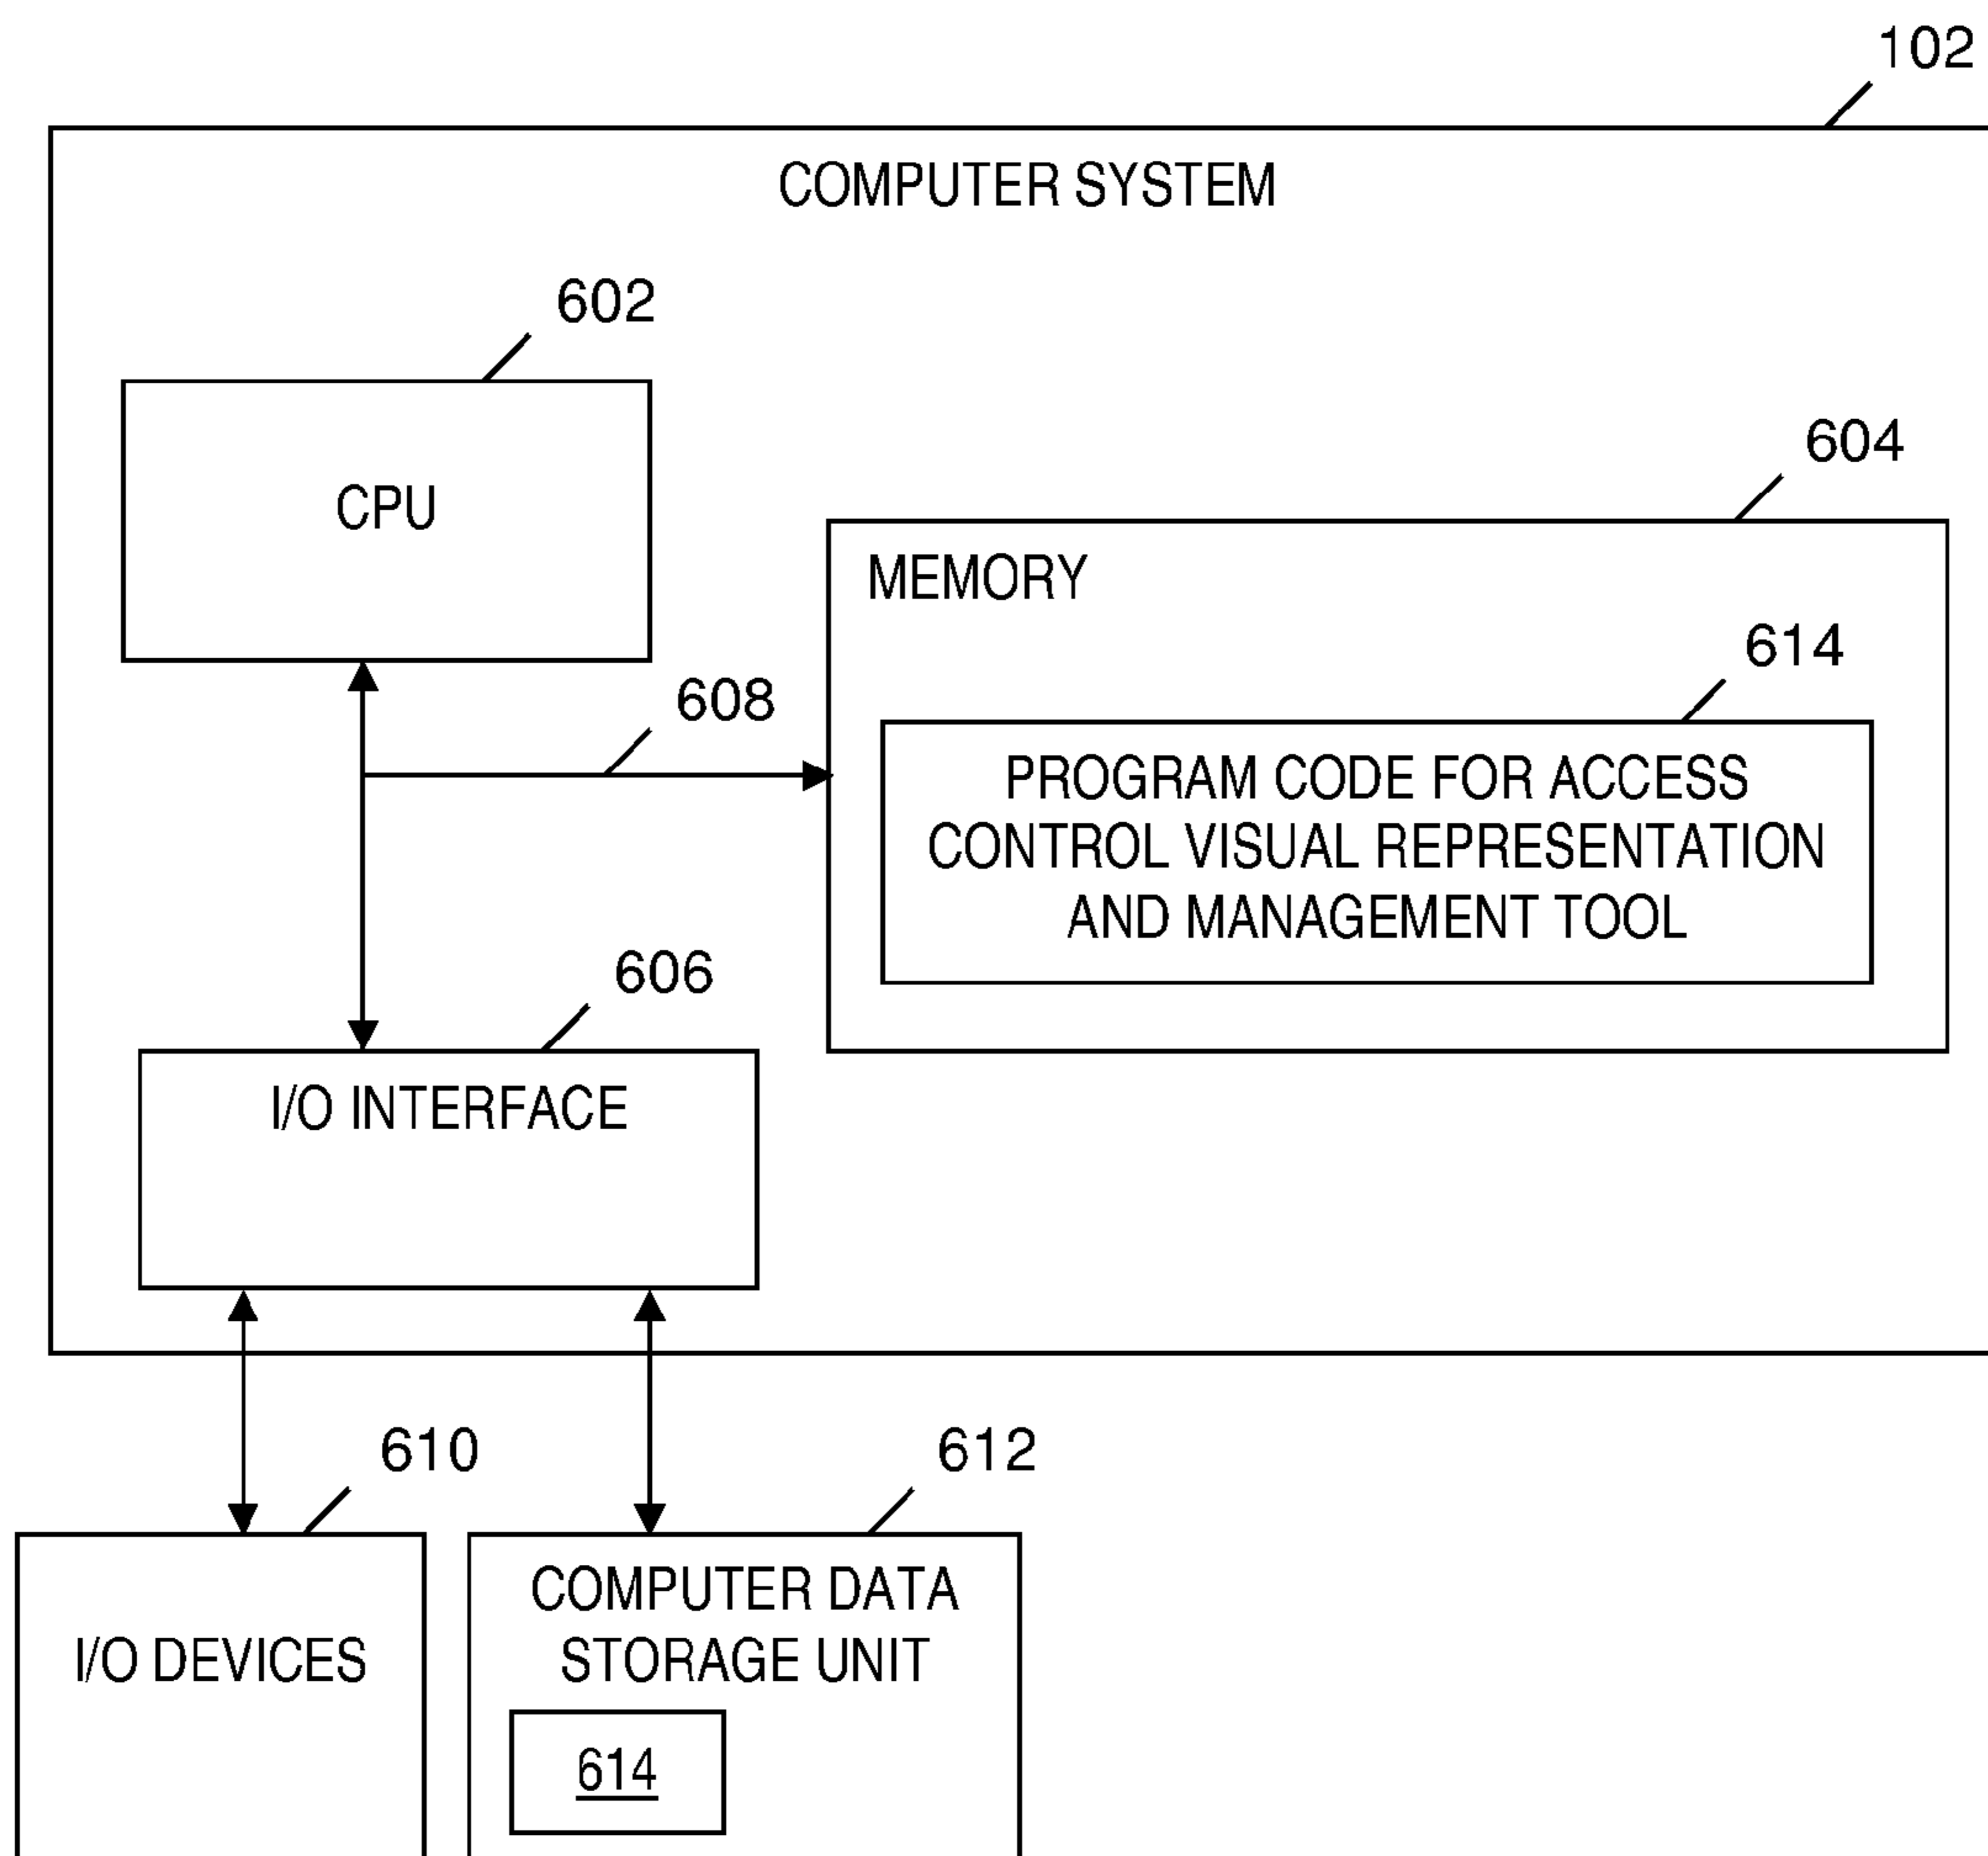 102
COMPUTER SYSTEM
602
CPU
604
MEMORY
614
PROGRAM CODE FOR ACCESS
CONTROL VISUAL REPRESENTATION
AND MANAGEMENT TOOL
608
606
I/O INTERFACE
610
I/O DEVICES
612
COMPUTER DATA
STORAGE UNIT
614